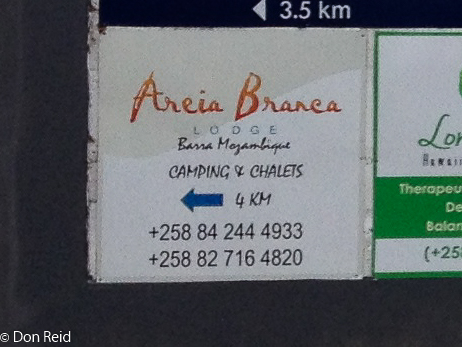 3.5 km
Areia Branca
LODGE
Barra Mozambique
CAMPING & CHALETS
4 KM
+258 84 244 4933
+258 82 716 4820
Therapeu
De
Balan
(+25
© Don Reid